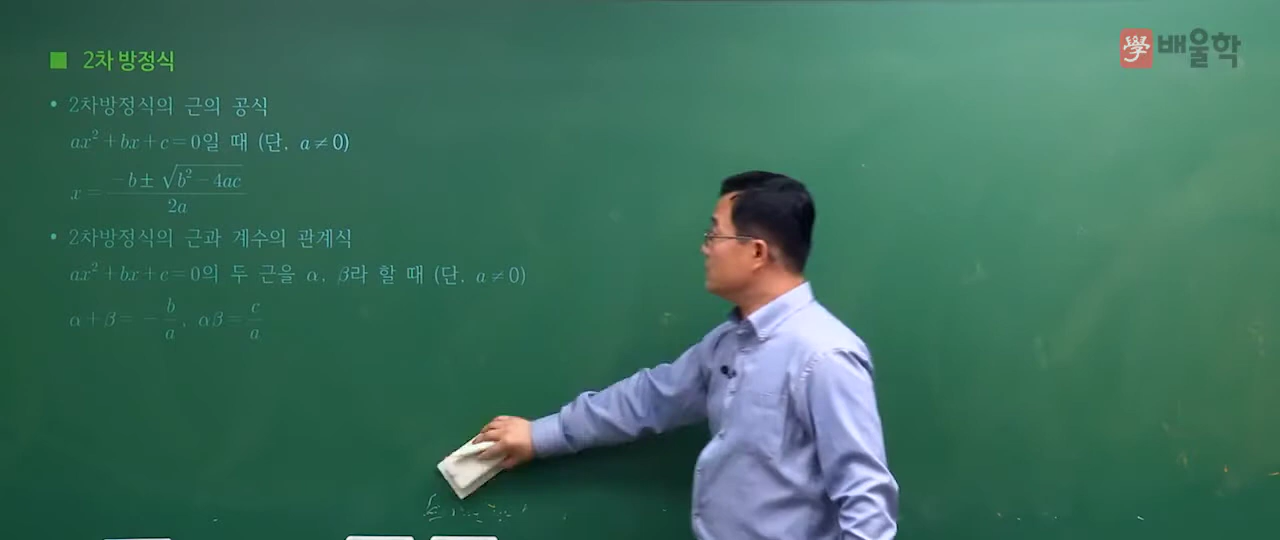 2차 방정식
學 배울학
• 2차방정식의 근의 공식
ax² + bx + c = 0일 때 (단, a ≠ 0)
x = (-b ± √(b² - 4ac)) / 2a
• 2차방정식의 근과 계수의 관계식
ax² + bx + c = 0의 두 근을 α, β라 할 때 (단, a ≠ 0)
α + β = - b/a, αβ = c/a